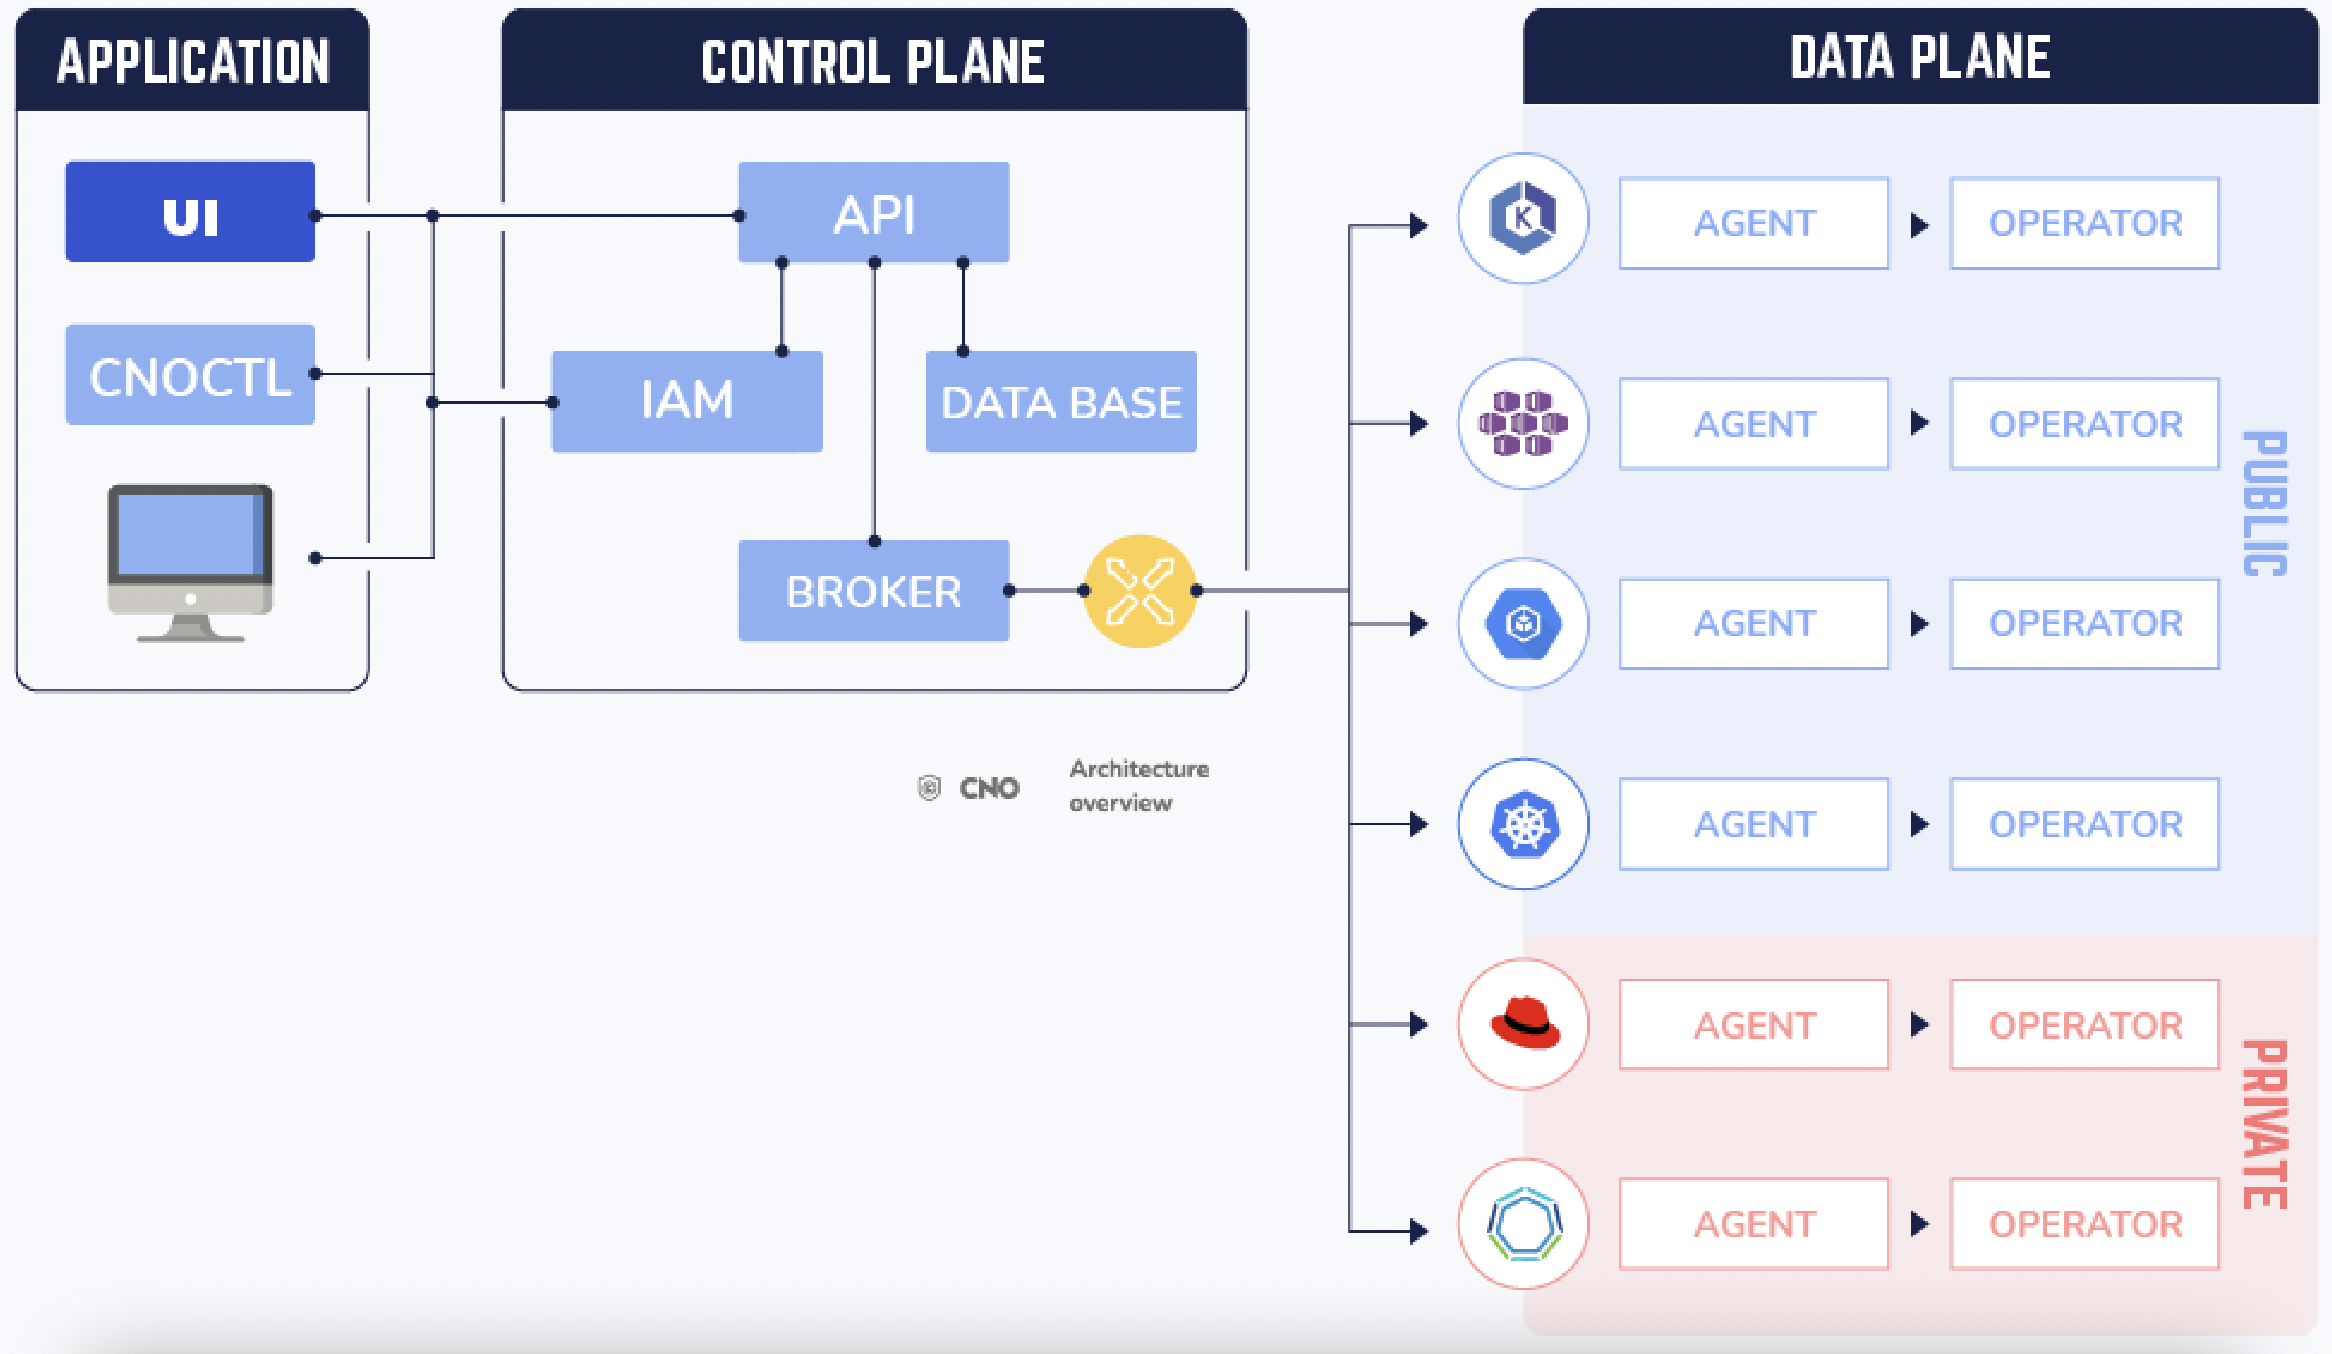 APPLICATION
CONTROL PLANE
DATA PLANE
UI
CNOCTL
API
IAM
DATA BASE
BROKER
CNO
Architecture
overview
K
AGENT
OPERATOR
AGENT
OPERATOR
AGENT
OPERATOR
AGENT
OPERATOR
PUBLIC
AGENT
OPERATOR
AGENT
OPERATOR
PRIVATE